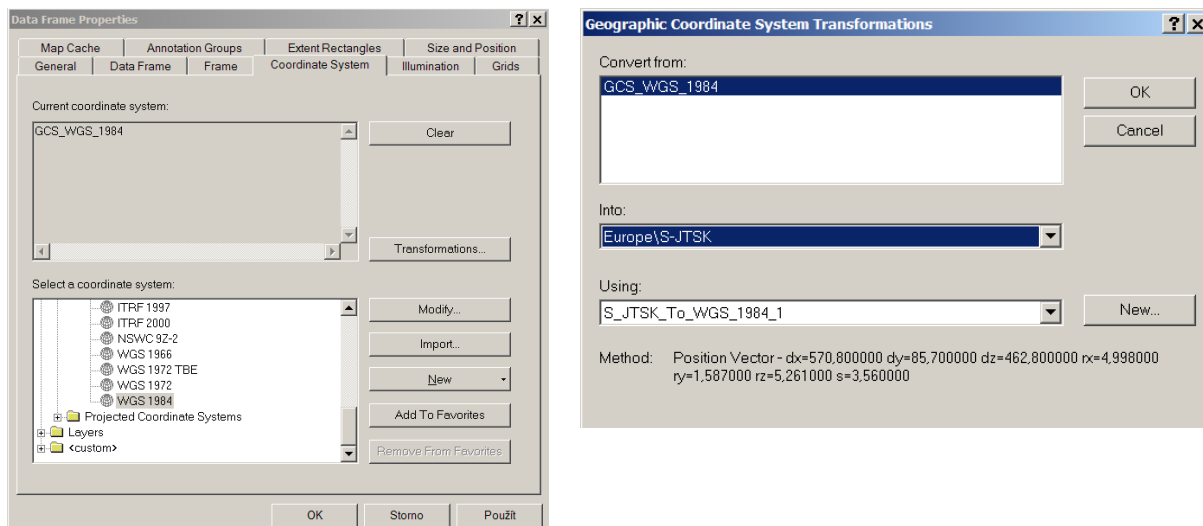 Data Frame Properties
Map Cache Annotation Groups Extent Rectangles Size and Position
General Data Frame Frame Coordinate System Illumination Grids
Current coordinate system:
GCS_WGS_1984
Clear
Transformations...
Select a coordinate system:
ITRF 1997
ITRF 2000
NSWC 9Z-2
WGS 1966
WGS 1972 TBE
WGS 1972
WGS 1984
Projected Coordinate Systems
Layers
<custom>
Modify...
Import...
New
Add To Favorites
Remove From Favorites
OK Storno Použít
Geographic Coordinate System Transformations
Convert from:
GCS_WGS_1984
OK
Cancel
Into:
Europe\S-JTSK
Using:
S_JTSK_To_WGS_1984_1
New...
Method: Position Vector - dx=570,800000 dy=85,700000 dz=462,800000 rx=4,998000
ry=1,587000 rz=5,261000 s=3,560000